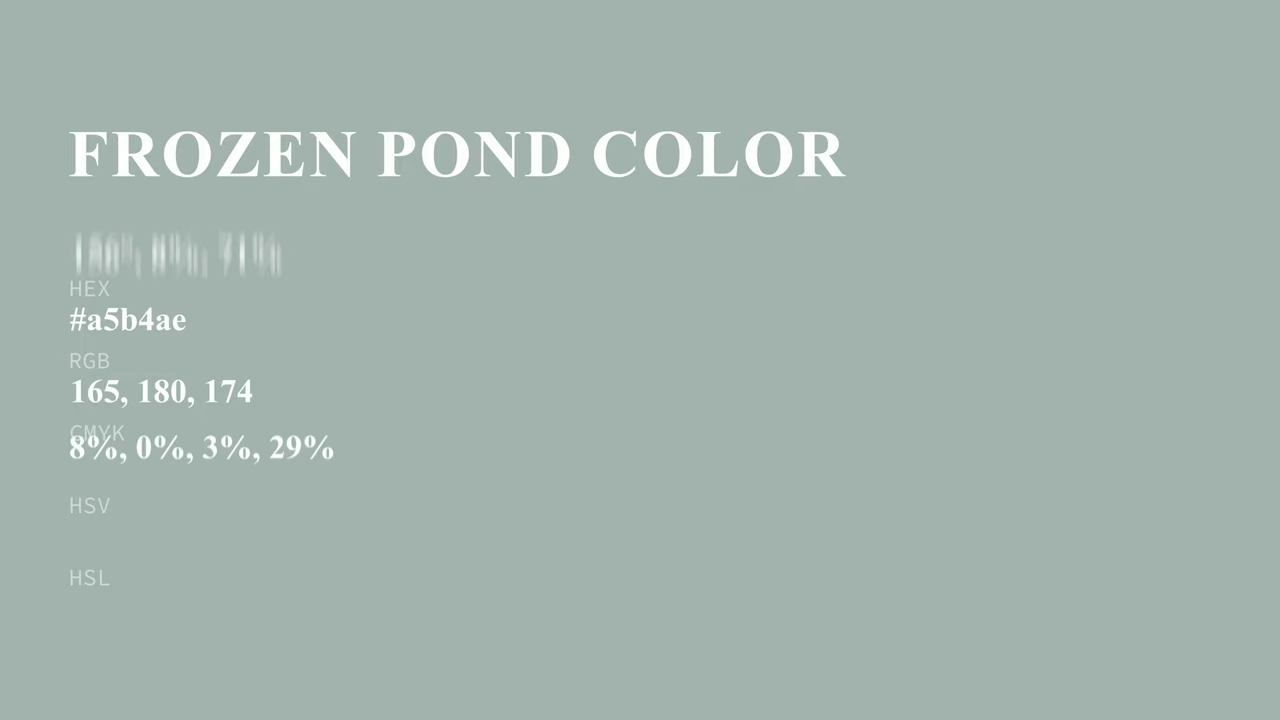 FROZEN POND COLOR
HEX
#a5b4ae
RGB
165, 180, 174
CMYK
8%, 0%, 3%, 29%
HSV
HSL